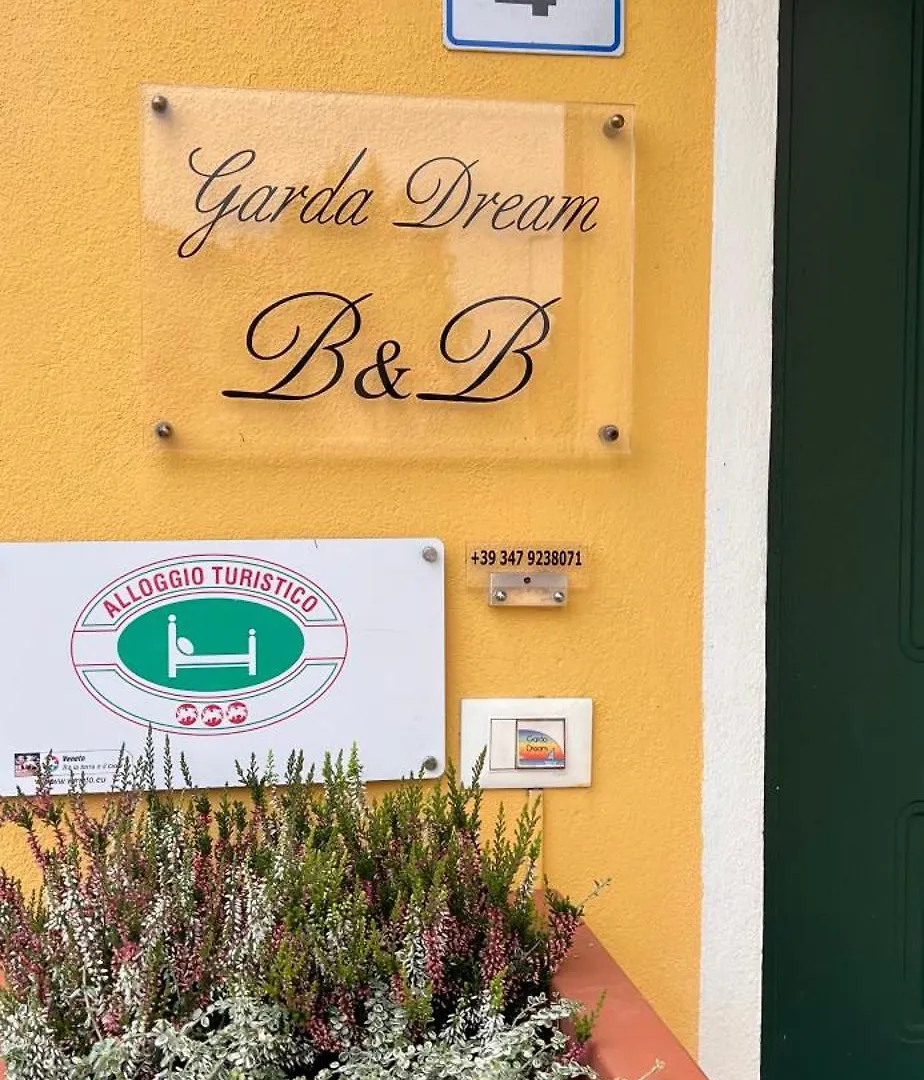 Garda Dream
B&B
+39 347 9238071
ALLOGGIO TURISTICO
Garda
Dream
Veneto